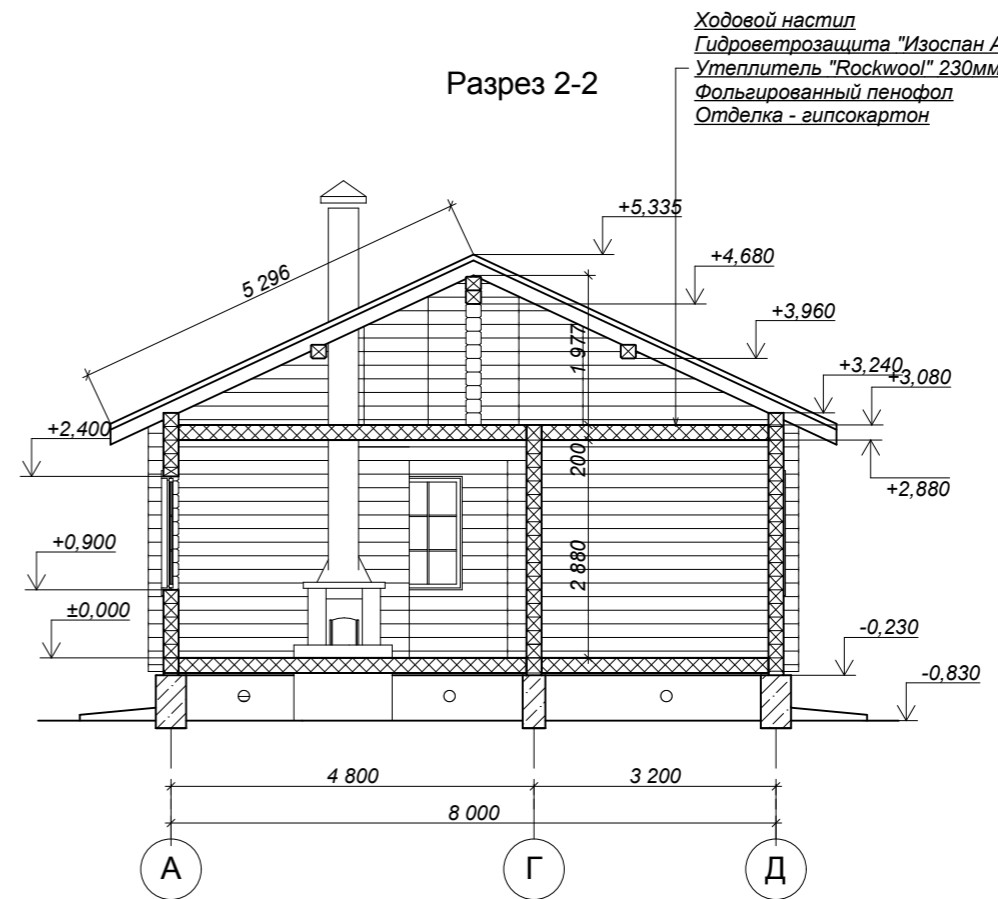 Ходовой настил
Гидроветрозащита "Изоспан А
Утеплитель "Rockwool" 230мм
Фольгированный пенофол
Отделка - гипсокартон
Разрез 2-2
+5,335
+4,680
5 296
+3,960
1 977
+3,240
+3,080
+2,400
200
+2,880
+0,900
2 880
±0,000
-0,230
-0,830
4 800
3 200
8 000
А
Г
Д